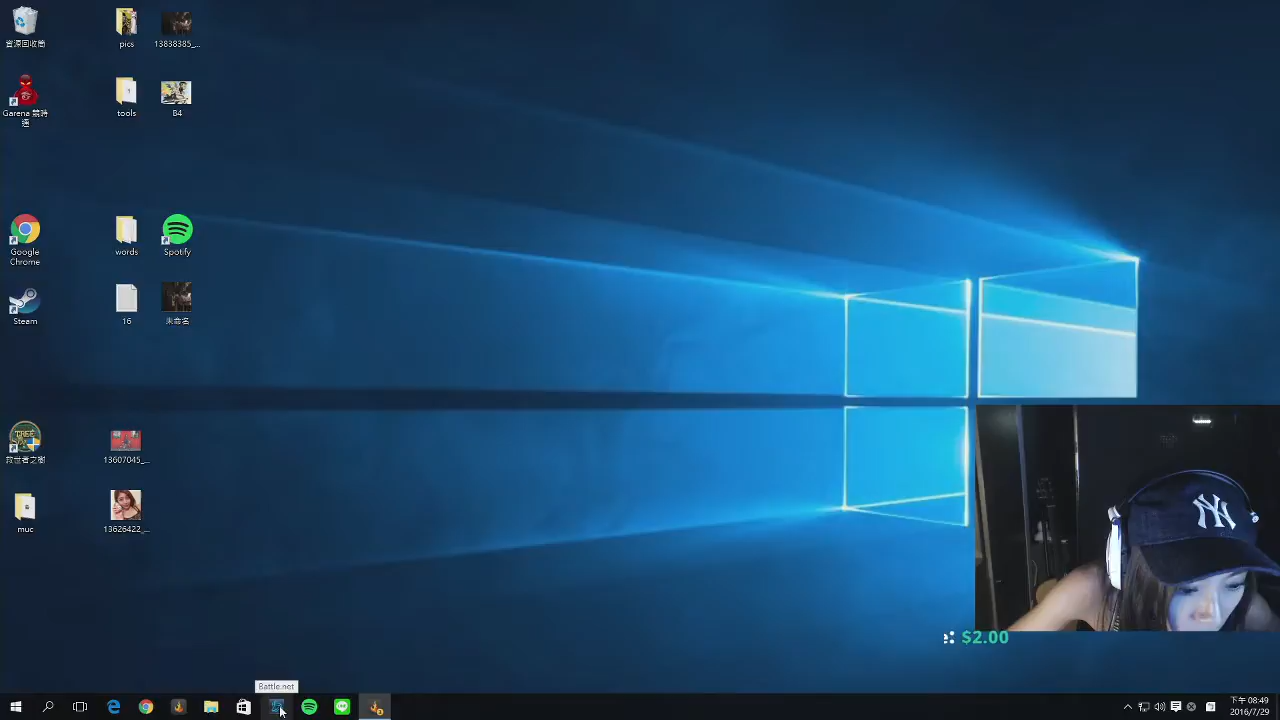 資源回收筒
pics
13838385_...
Garena 競時通
tools
B4
Google Chrome
words
Spotify
Steam
16
未命名
救世者之樹
13607045_...
muc
13626422_...
NY
$2.00
Battle.net
下午 08:49
2016/7/29